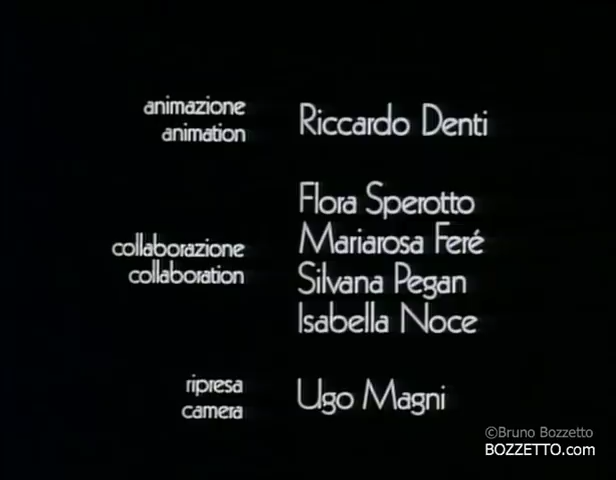 animazione
animation
Riccardo Denti
collaborazione
collaboration
Flora Sperotto
Mariarosa Feré
Silvana Pegan
Isabella Noce
ripresa
camera
Ugo Magni
©Bruno Bozzetto
BOZZETTO.com